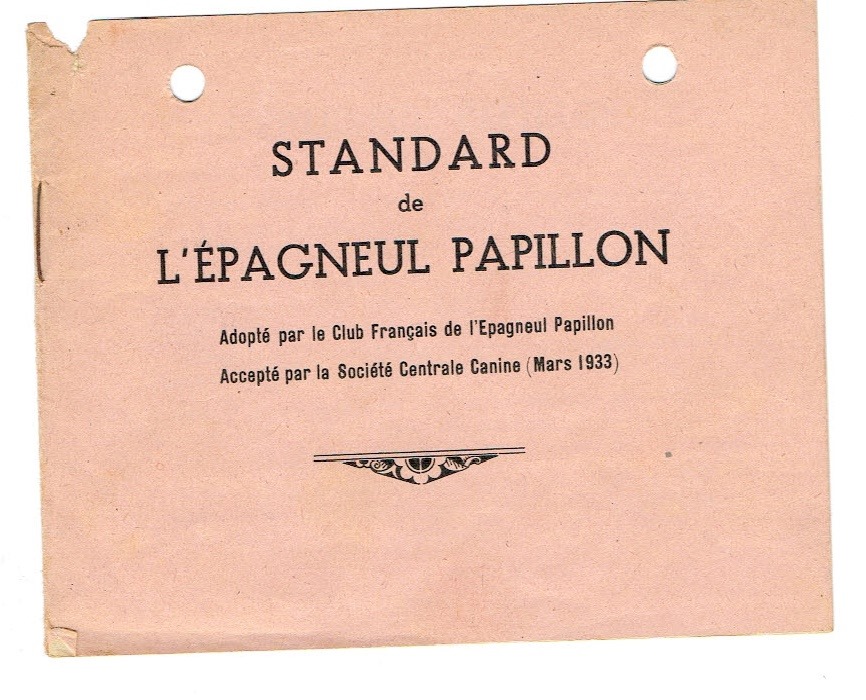 STANDARD
de
L'ÉPAGNEUL PAPILLON
Adopté par le Club Français de l'Epagneul Papillon
Accepté par la Société Centrale Canine (Mars 1933)